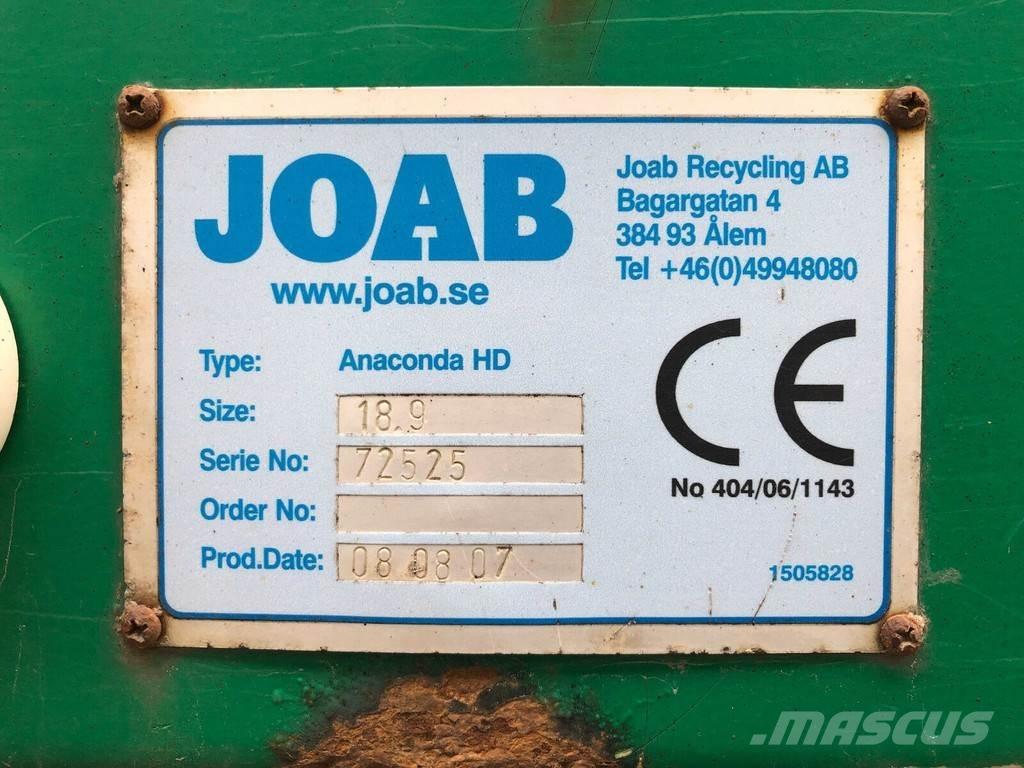 JOAB
www.joab.se
Joab Recycling AB
Bagargatan 4
384 93 Ålem
Tel +46(0)49948080
Type: Anaconda HD
Size: 18.9
Serie No: 72525
Order No:
Prod.Date: 08 08 07
CE
No 404/06/1143
1505828
.MASCUS